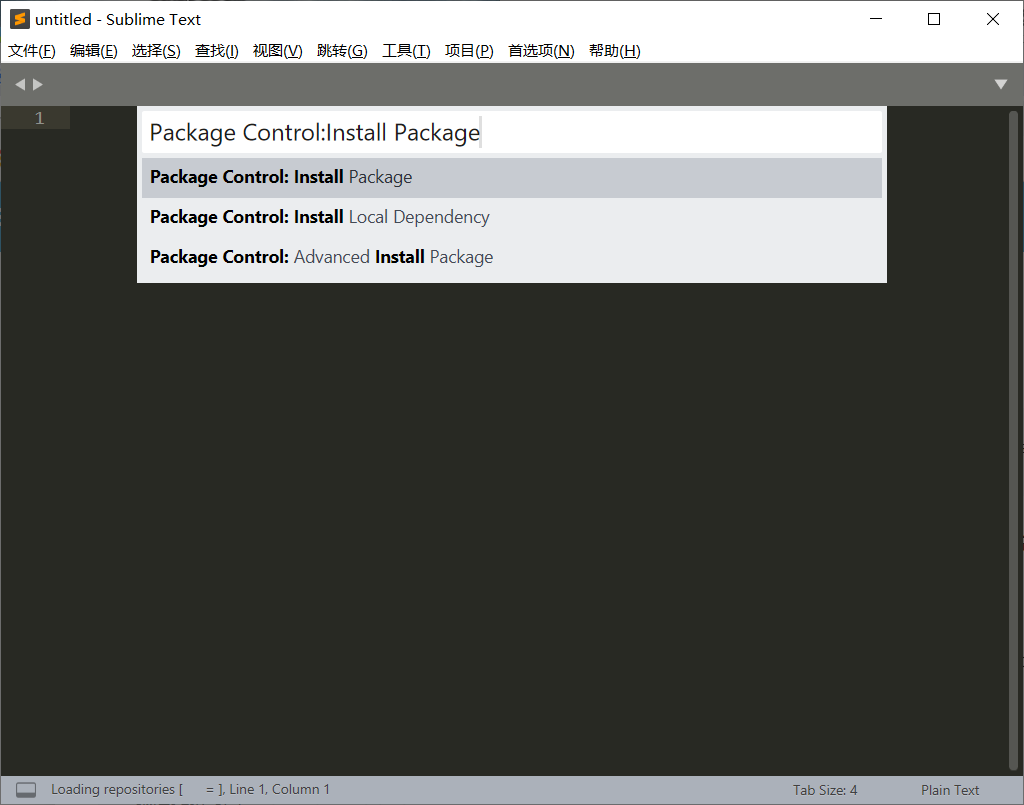 untitled - Sublime Text
文件(F) 编辑(E) 选择(S) 查找(I) 视图(V) 跳转(G) 工具(T) 项目(P) 首选项(N) 帮助(H)
1
Package Control:Install Package
Package Control: Install Package
Package Control: Install Local Dependency
Package Control: Advanced Install Package
Loading repositories [ = ], Line 1, Column 1 Tab Size: 4 Plain Text